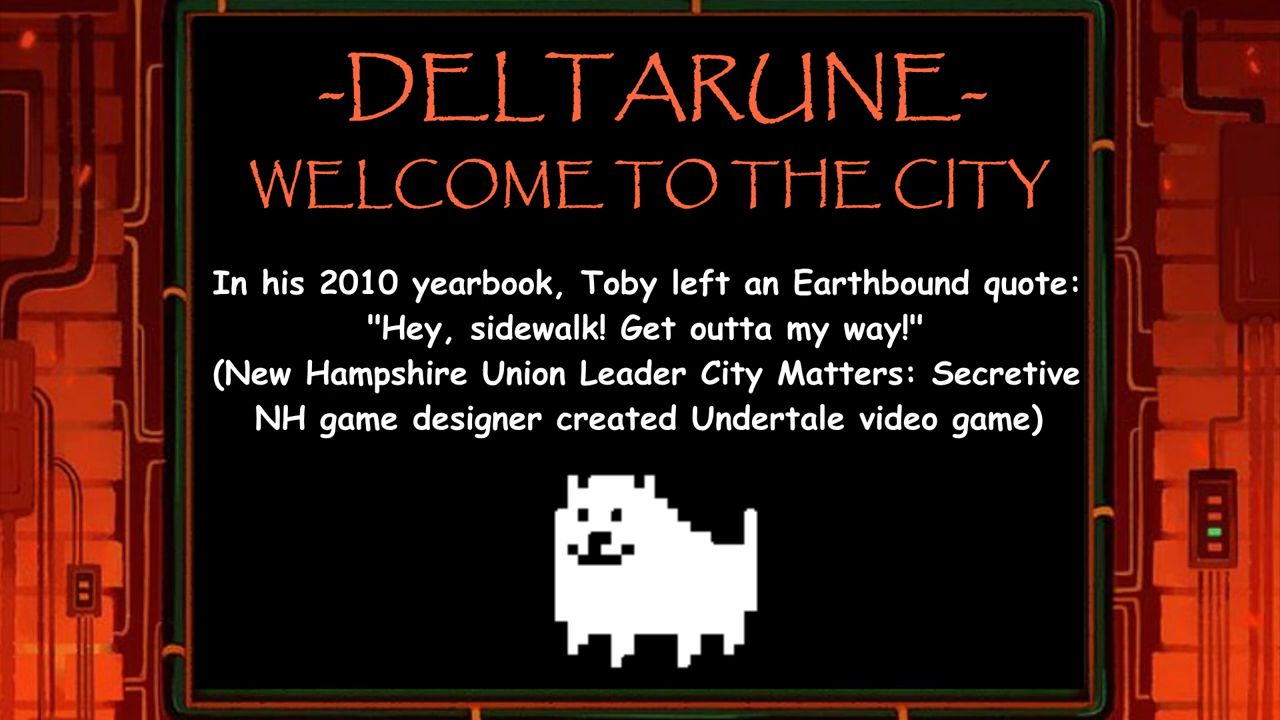 -DELTARUNE-
WELCOME TO THE CITY
In his 2010 yearbook, Toby left an Earthbound quote:
"Hey, sidewalk! Get outta my way!"
(New Hampshire Union Leader City Matters: Secretive
NH game designer created Undertale video game)